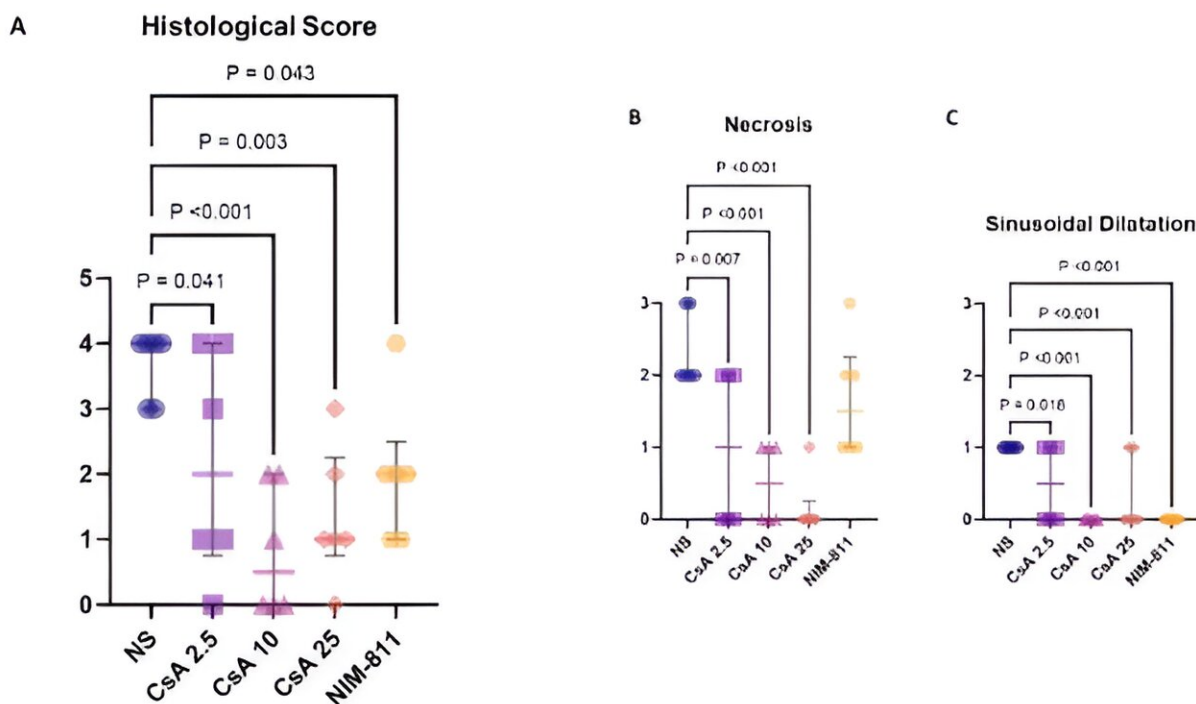 A
Histological Score
P = 0.043
P = 0.003
P <0.001
P = 0.041
5
4
3
2
1
0
NS
CsA 2.5
CsA 10
CsA 25
NIM-811
B
Necrosis
P <0.001
P <0.001
P = 0.007
3
2
1
0
NS
CsA 2.5
CsA 10
CsA 25
NIM-811
C
Sinusoidal Dilatation
P <0.001
P <0.001
P <0.001
P = 0.018
3
2
1
0
NS
CsA 2.5
CsA 10
CsA 25
NIM-811